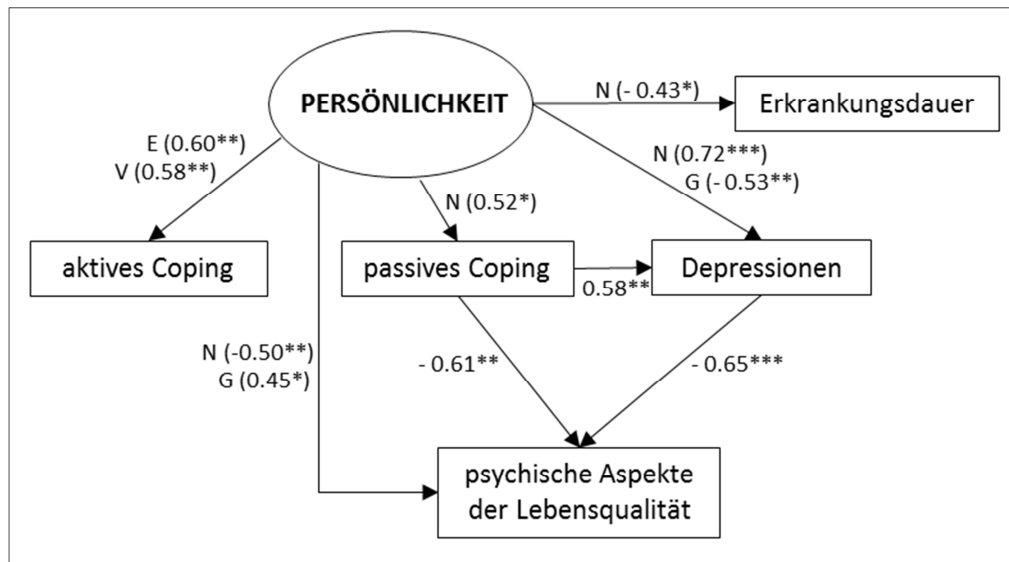 PERSÖNLICHKEIT
N (- 0.43*)
Erkrankungsdauer
E (0.60**)
V (0.58**)
N (0.72***)
G (- 0.53**)
N (0.52*)
aktives Coping
passives Coping
0.58**
Depressionen
N (-0.50**)
G (0.45*)
- 0.61**
- 0.65***
psychische Aspekte
der Lebensqualität